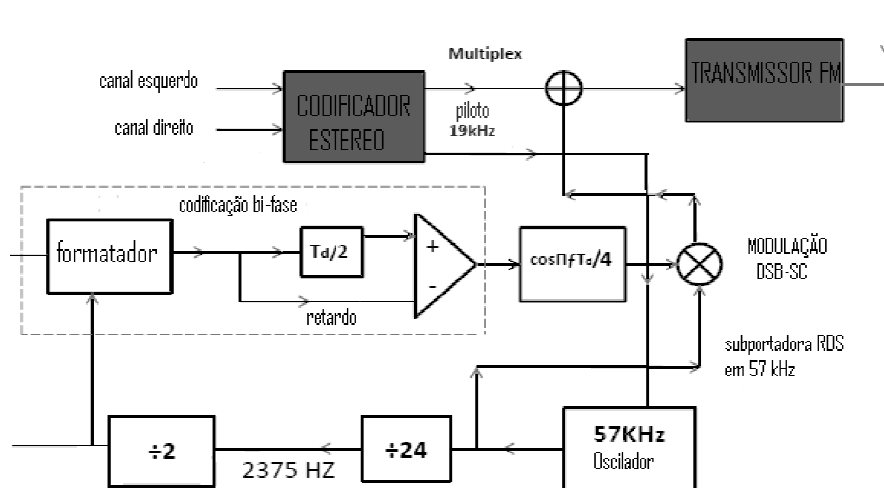 Multiplex
canal esquerdo
canal direito
CODIFICADOR
ESTEREO
piloto
19kHz
TRANSMISSOR FM
codificação bi-fase
formatador
Td/2
+
-
retardo
cosΠfTd/4
MODULAÇÃO
DSB-SC
subportadora RDS
em 57 kHz
÷2
2375 HZ
÷24
57KHz
Oscilador